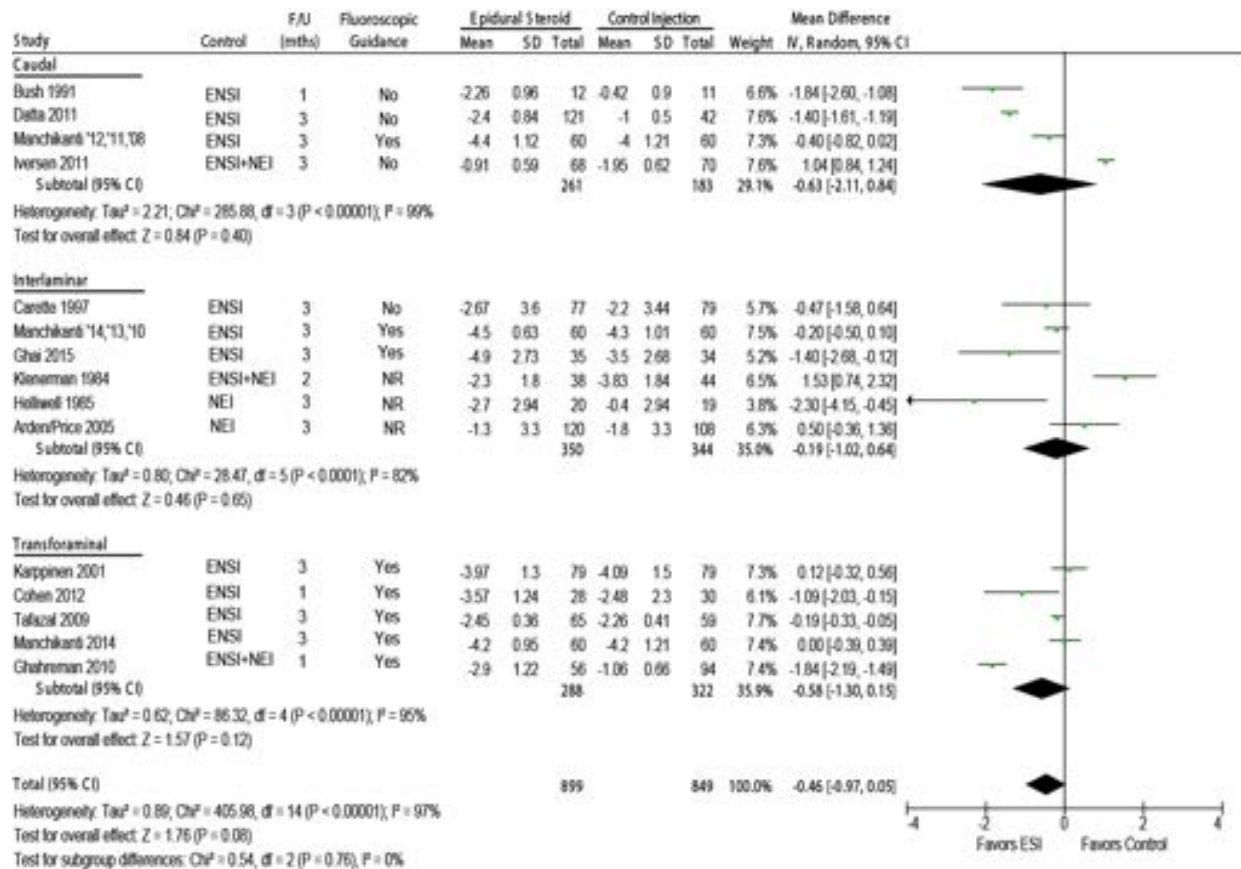 F/U Fluoroscopic Epidural Steroid Control Injection Mean Difference
Study Control (mths) Guidance Mean SD Total Mean SD Total Weight IV, Random, 95% CI
Caudal
Bush 1991 ENSI 1 No -2.26 0.96 12 -0.42 0.9 11 6.6% -1.84 [-2.60, -1.08]
Datta 2011 ENSI 3 No -2.4 0.84 121 -1 0.5 42 7.6% -1.40 [-1.61, -1.19]
Manchikanti '12,'11,'08 ENSI 3 Yes -4.4 1.12 60 -4 1.21 60 7.3% -0.40 [-0.82, 0.02]
Iversen 2011 ENSI+NEI 3 No -0.91 0.59 68 -1.95 0.62 70 7.6% 1.04 [0.84, 1.24]
Subtotal (95% CI) 261 183 29.1% -0.63 [-2.11, 0.84]
Heterogeneity: Tau² = 2.21; Chi² = 285.88, df = 3 (P < 0.00001); I² = 99%
Test for overall effect: Z = 0.84 (P = 0.40)
Interlaminar
Carette 1997 ENSI 3 No -2.67 3.6 77 -2.2 3.44 79 5.7% -0.47 [-1.58, 0.64]
Manchikanti '14,'13,'10 ENSI 3 Yes -4.5 0.63 60 -4.3 1.01 60 7.5% -0.20 [-0.50, 0.10]
Ghai 2015 ENSI 3 Yes -4.9 2.73 35 -3.5 2.68 34 5.2% -1.40 [-2.68, -0.12]
Klenerman 1984 ENSI+NEI 2 NR -2.3 1.8 38 -3.83 1.84 44 6.5% 1.53 [0.74, 2.32]
Helliwell 1985 NEI 3 NR -2.7 2.94 20 -0.4 2.94 19 3.8% -2.30 [-4.15, -0.45]
Arden/Price 2005 NEI 3 NR -1.3 3.3 120 -1.8 3.3 108 6.3% 0.50 [-0.36, 1.36]
Subtotal (95% CI) 350 344 35.0% -0.19 [-1.02, 0.64]
Heterogeneity: Tau² = 0.80; Chi² = 28.47, df = 5 (P < 0.0001); I² = 82%
Test for overall effect: Z = 0.46 (P = 0.65)
Transforaminal
Karppinen 2001 ENSI 3 Yes -3.97 1.3 79 -4.09 1.5 79 7.3% 0.12 [-0.32, 0.56]
Cohen 2012 ENSI 1 Yes -3.57 1.24 28 -2.48 2.3 30 6.1% -1.09 [-2.03, -0.15]
Tafazal 2009 ENSI 3 Yes -2.45 0.36 65 -2.26 0.41 59 7.6% -0.19 [-0.33, -0.05]
Manchikanti 2014 ENSI 3 Yes -4.2 0.95 60 -4.2 1.21 60 7.4% 0.00 [-0.39, 0.39]
Ghahreman 2010 ENSI+NEI 1 Yes -2.9 1.22 56 -1.06 0.66 94 7.4% -1.84 [-2.19, -1.49]
Subtotal (95% CI) 288 322 35.9% -0.58 [-1.30, 0.15]
Heterogeneity: Tau² = 0.62; Chi² = 86.32, df = 4 (P < 0.00001); I² = 95%
Test for overall effect: Z = 1.57 (P = 0.12)
Total (95% CI) 899 849 100.0% -0.46 [-0.97, 0.05]
Heterogeneity: Tau² = 0.89; Chi² = 405.98, df = 14 (P < 0.00001); I² = 97%
Test for overall effect: Z = 1.76 (P = 0.08)
Test for subgroup differences: Chi² = 0.54, df = 2 (P = 0.76), I² = 0%
-4 -2 0 2 4
Favors ESI Favors Control